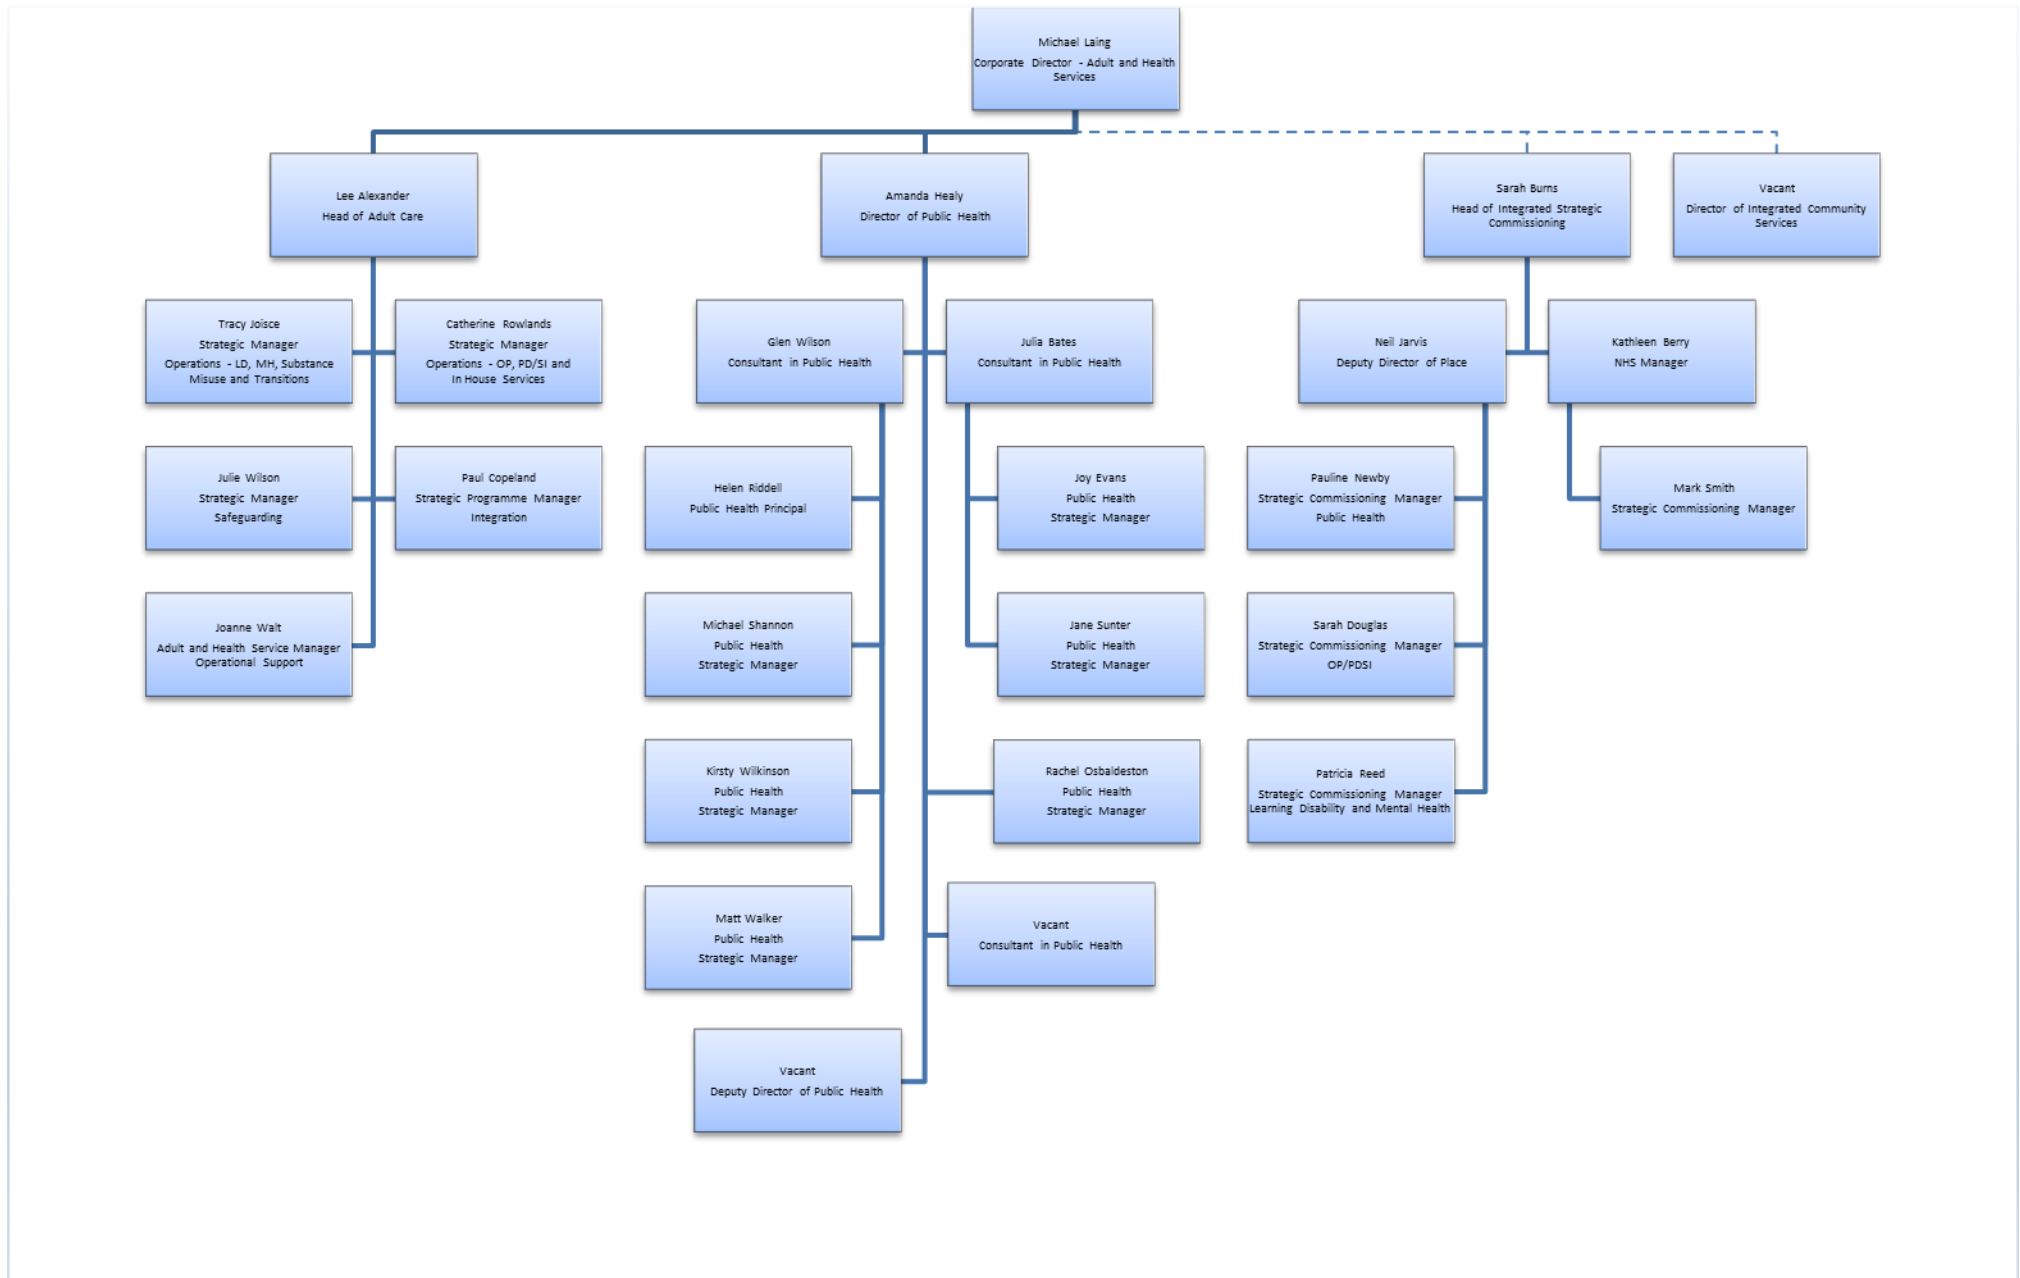 Michael Laing
Corporate Director - Adult and Health
Services
Lee Alexander
Head of Adult Care
Amanda Healy
Director of Public Health
Sarah Burns
Head of Integrated Strategic
Commissioning
Vacant
Director of Integrated Community
Services
Tracy Joisce
Strategic Manager
Operations - LD, MH, Substance
Misuse and Transitions
Catherine Rowlands
Strategic Manager
Operations - OP, PD/SI and
In House Services
Glen Wilson
Consultant in Public Health
Julia Bates
Consultant in Public Health
Neil Jarvis
Deputy Director of Place
Kathleen Berry
NHS Manager
Julie Wilson
Strategic Manager
Safeguarding
Paul Copeland
Strategic Programme Manager
Integration
Helen Riddell
Public Health Principal
Joy Evans
Public Health
Strategic Manager
Pauline Newby
Strategic Commissioning Manager
Public Health
Mark Smith
Strategic Commissioning Manager
Joanne Walt
Adult and Health Service Manager
Operational Support
Michael Shannon
Public Health
Strategic Manager
Jane Sunter
Public Health
Strategic Manager
Sarah Douglas
Strategic Commissioning Manager
OP/PDSI
Kirsty Wilkinson
Public Health
Strategic Manager
Rachel Osbaldeston
Public Health
Strategic Manager
Patricia Reed
Strategic Commissioning Manager
Learning Disability and Mental Health
Matt Walker
Public Health
Strategic Manager
Vacant
Consultant in Public Health
Vacant
Deputy Director of Public Health